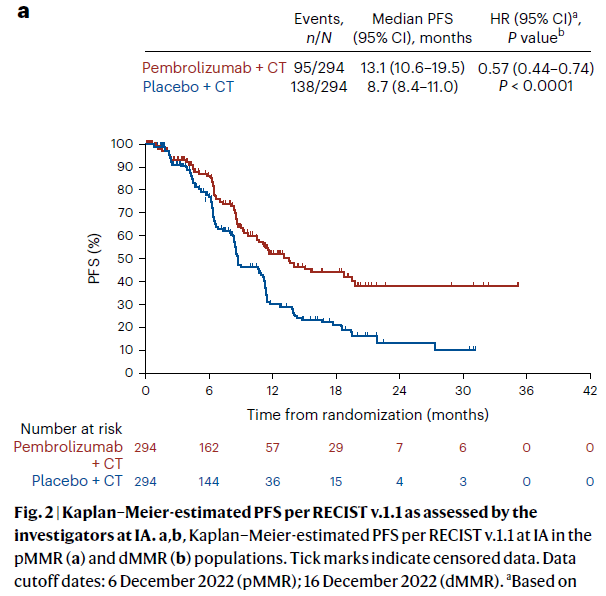 a
Events, Median PFS HR (95% CI)ᵃ,
n/N (95% CI), months P valueᵇ
Pembrolizumab + CT 95/294 13.1 (10.6–19.5) 0.57 (0.44–0.74)
Placebo + CT 138/294 8.7 (8.4–11.0) P < 0.0001
100
90
80
70
60
50
40
30
20
10
0
PFS (%)
0 6 12 18 24 30 36 42
Time from randomization (months)
Number at risk
Pembrolizumab 294 162 57 29 7 6 0 0
+ CT
Placebo + CT 294 144 36 15 4 3 0 0
Fig. 2 | Kaplan–Meier-estimated PFS per RECIST v.1.1 as assessed by the
investigators at IA. a,b, Kaplan–Meier-estimated PFS per RECIST v.1.1 at IA in the
pMMR (a) and dMMR (b) populations. Tick marks indicate censored data. Data
cutoff dates: 6 December 2022 (pMMR); 16 December 2022 (dMMR). ᵃBased on